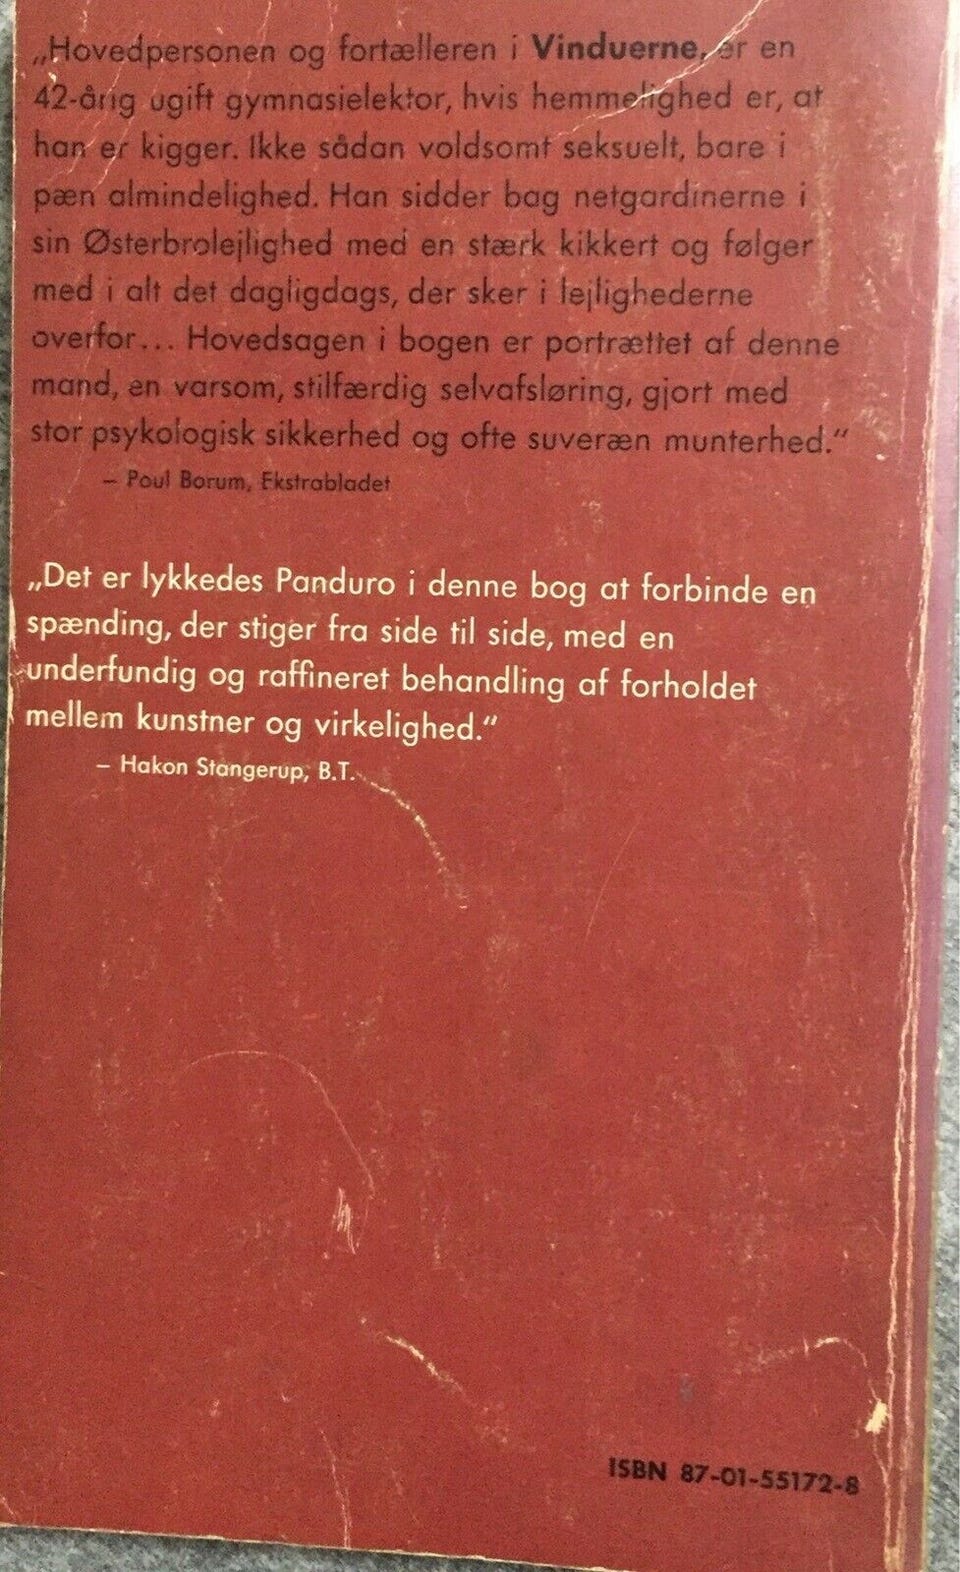 „Hovedpersonen og fortælleren i Vinduerne, er en
42-årig ugift gymnasielektor, hvis hemmelighed er, at
han er kigger. Ikke sådan voldsomt seksuelt, bare i
pæn almindelighed. Han sidder bag netgardinerne i
sin Østerbrolejlighed med en stærk kikkert og følger
med i alt det dagligdags, der sker i lejlighederne
overfor... Hovedsagen i bogen er portrættet af denne
mand, en varsom, stilfærdig selvafsløring, gjort med
stor psykologisk sikkerhed og ofte suveræn munterhed.“
– Poul Borum, Ekstrabladet
„Det er lykkedes Panduro i denne bog at forbinde en
spænding, der stiger fra side til side, med en
underfundig og raffineret behandling af forholdet
mellem kunstner og virkelighed.“
– Hakon Stangerup, B.T.
ISBN 87-01-55172-8